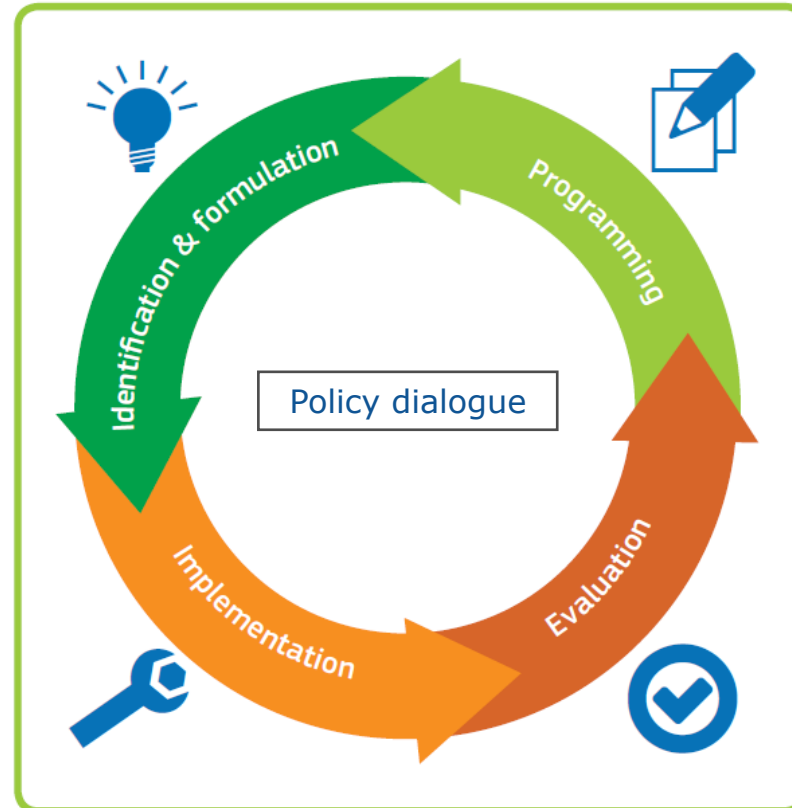 Identification & formulation
Programming
Policy dialogue
Implementation
Evaluation